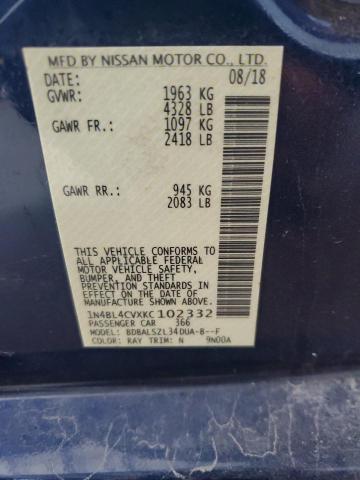 MFD BY NISSAN MOTOR CO., LTD.
DATE: 08/18
GVWR: 1963 KG
4328 LB
GAWR FR.: 1097 KG
2418 LB
GAWR RR.: 945 KG
2083 LB
THIS VEHICLE CONFORMS TO
ALL APPLICABLE FEDERAL
MOTOR VEHICLE SAFETY,
BUMPER, AND THEFT
PREVENTION STANDARDS
IN EFFECT ON THE DATE OF
MANUFACTURE SHOWN
ABOVE.
1N4BL4CVXKC102332
PASSENGER CAR 366
MODEL: BDBALSZL34DUA-B--F
COLOR: RAY TRIM: N 9N00A